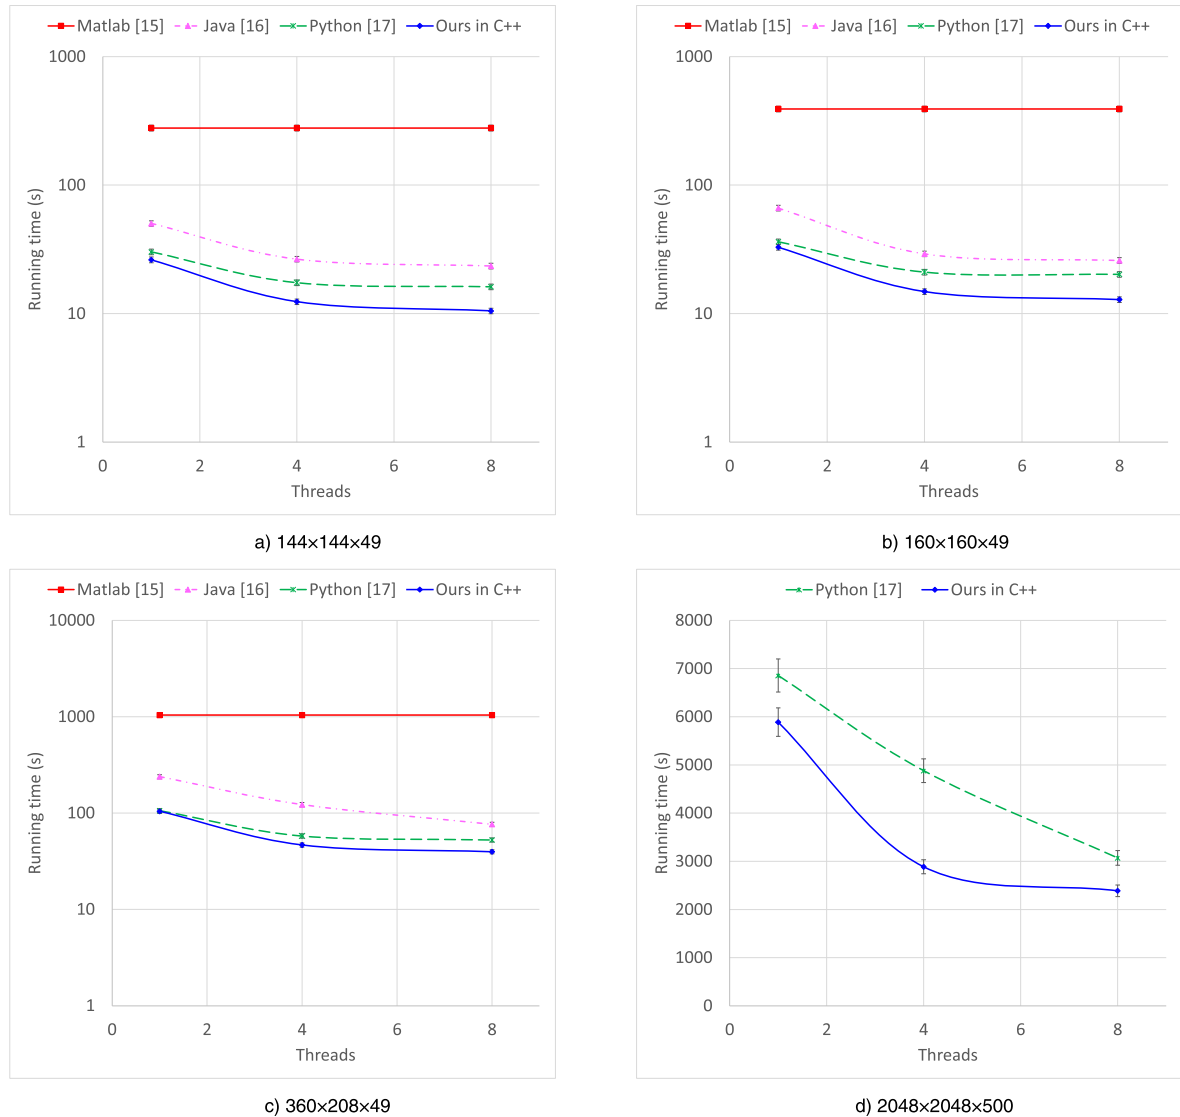 Matlab [15] Java [16] Python [17] Ours in C++
1000
100
10
1
0 2 4 6 8
Running time (s)
Threads
a) 144×144×49
Matlab [15] Java [16] Python [17] Ours in C++
1000
100
10
1
0 2 4 6 8
Running time (s)
Threads
b) 160×160×49
Matlab [15] Java [16] Python [17] Ours in C++
10000
1000
100
10
1
0 2 4 6 8
Running time (s)
Threads
c) 360×208×49
Python [17] Ours in C++
8000
7000
6000
5000
4000
3000
2000
1000
0
0 2 4 6 8
Running time (s)
Threads
d) 2048×2048×500